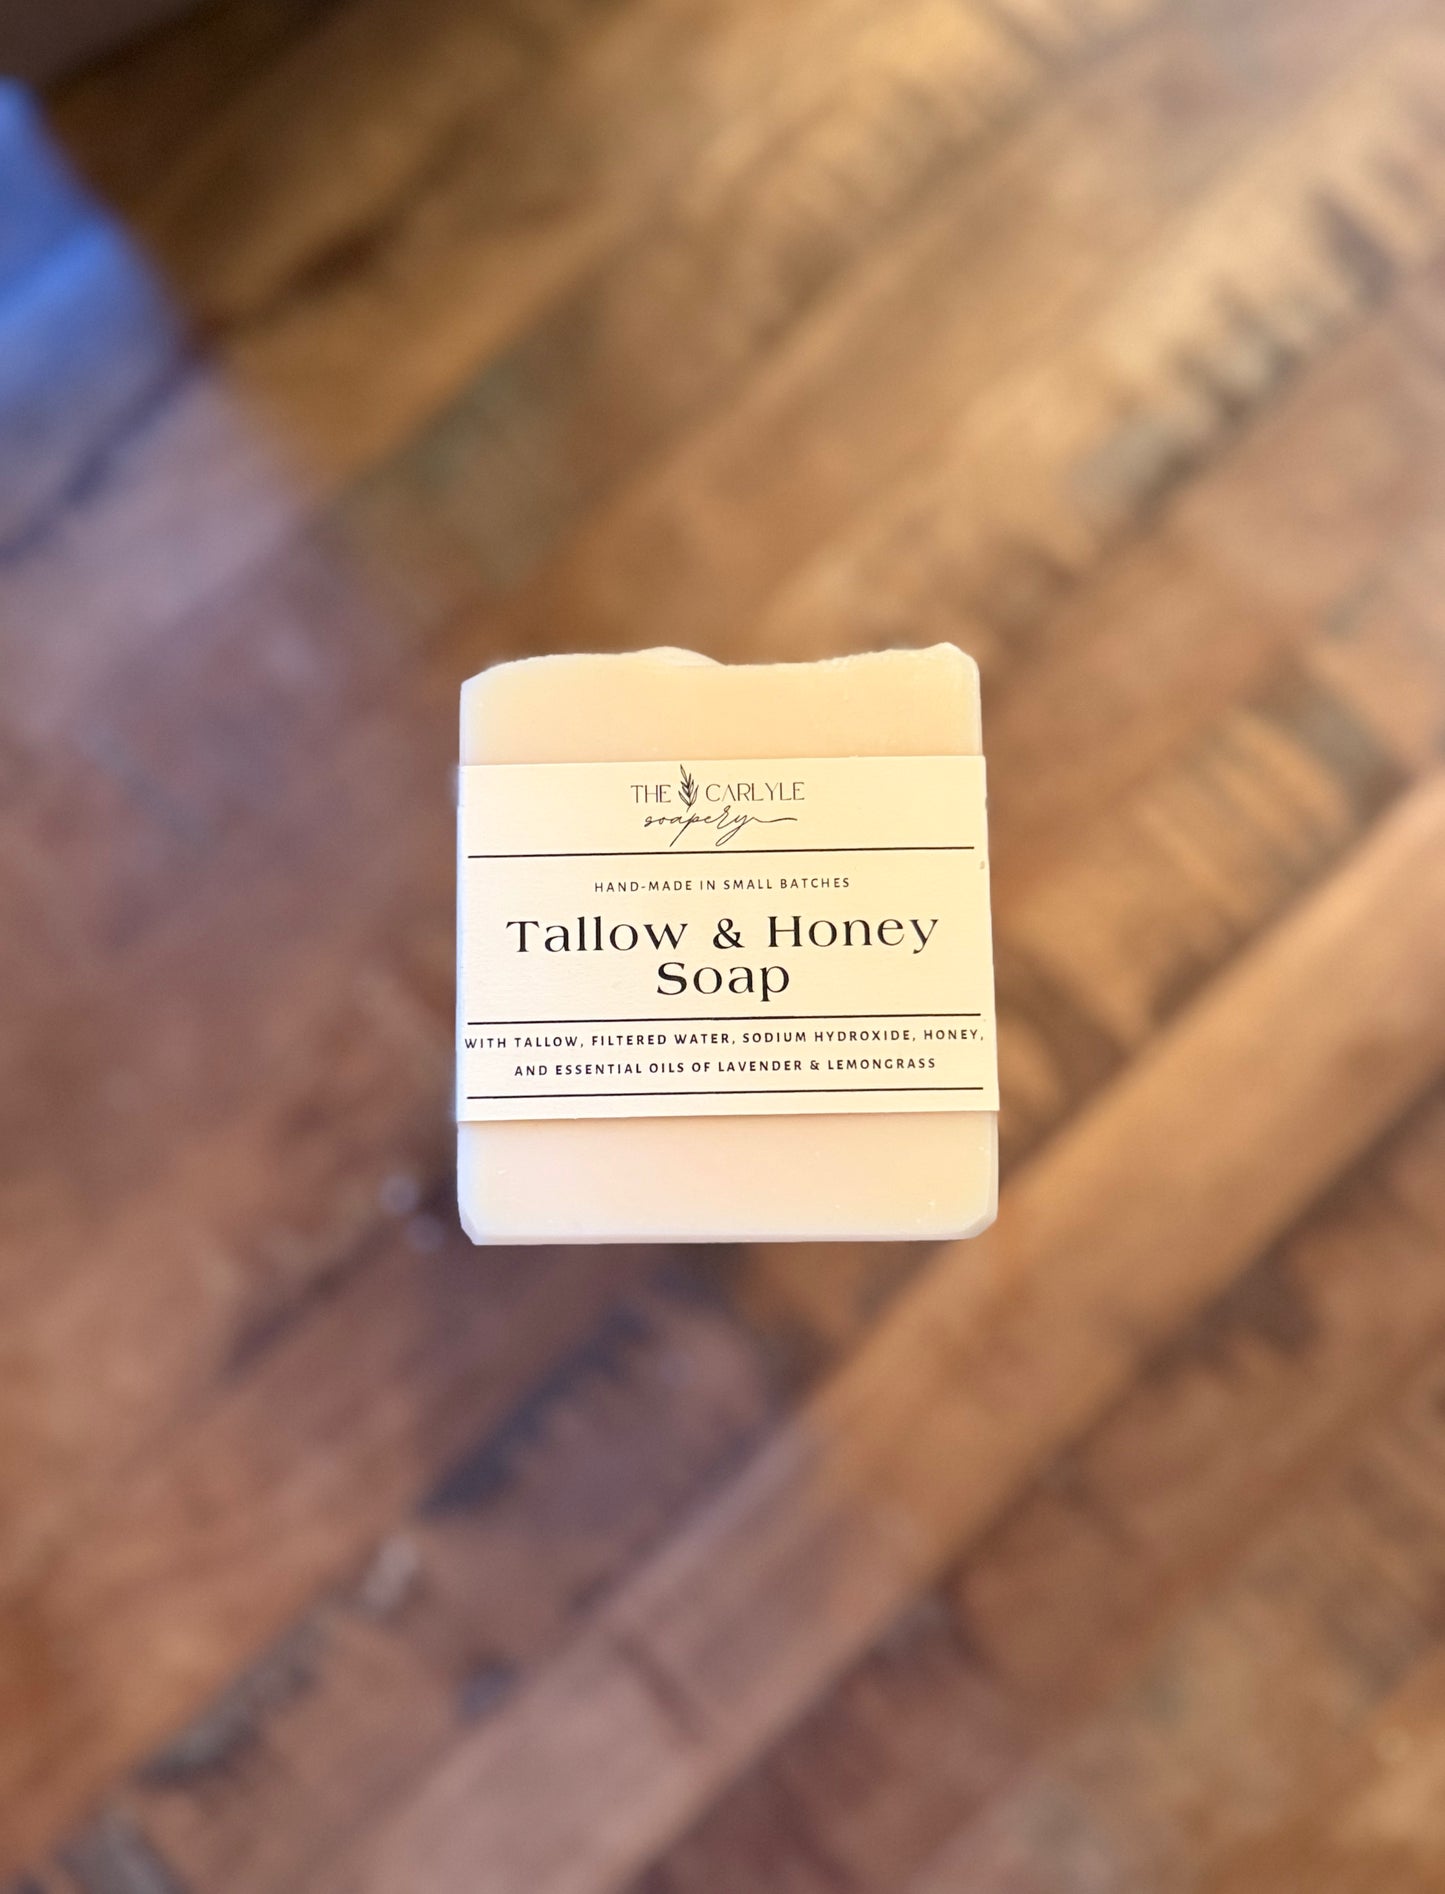 THE CARLYLE
soapery
HAND-MADE IN SMALL BATCHES
Tallow & Honey
Soap
WITH TALLOW, FILTERED WATER, SODIUM HYDROXIDE, HONEY,
AND ESSENTIAL OILS OF LAVENDER & LEMONGRASS